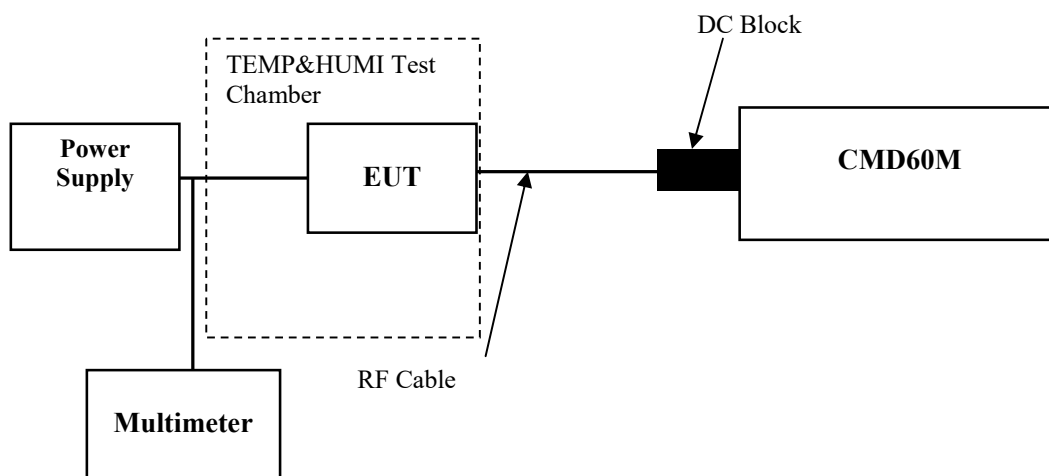 DC Block
TEMP&HUMI Test
Chamber
Power
Supply
EUT
CMD60M
RF Cable
Multimeter